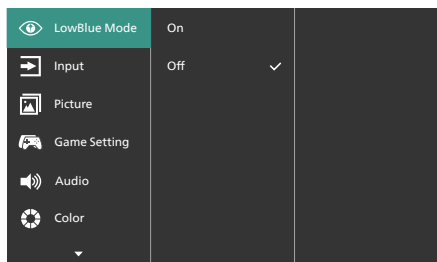 LowBlue Mode
On
Input
Off
Picture
Game Setting
Audio
Color